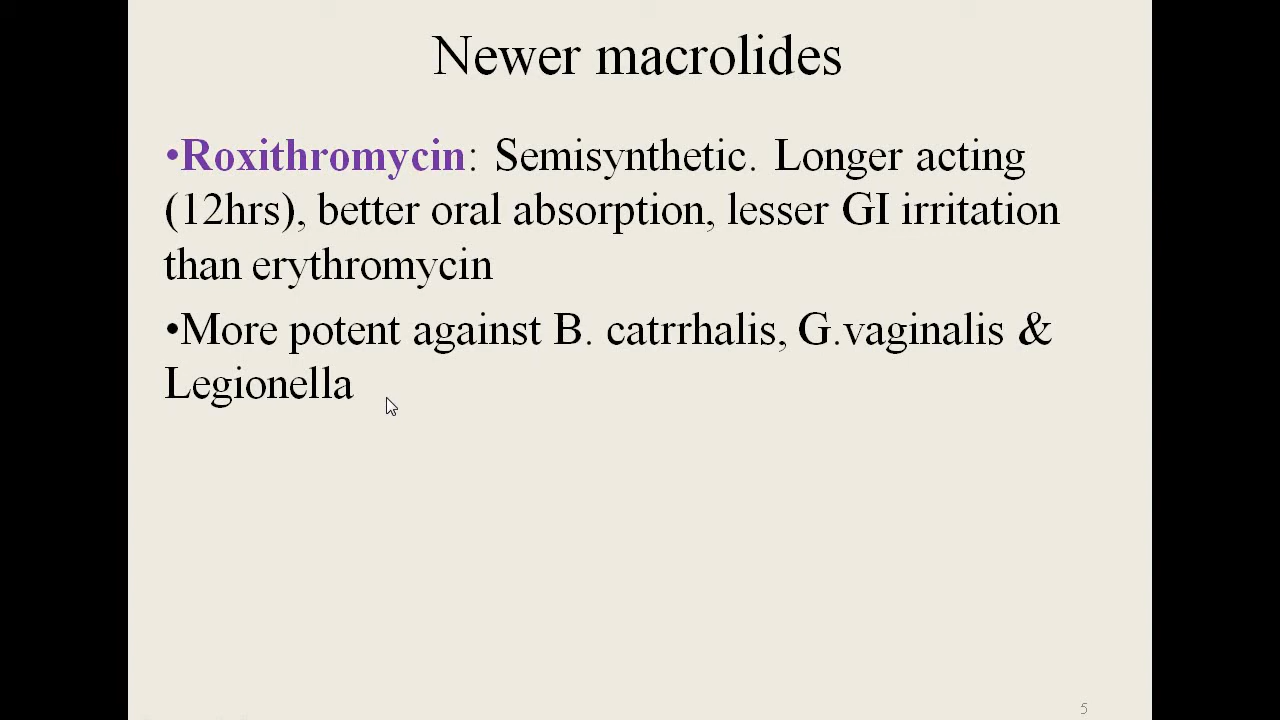 Newer macrolides
•Roxithromycin: Semisynthetic. Longer acting
(12hrs), better oral absorption, lesser GI irritation
than erythromycin
•More potent against B. catrrhalis, G.vaginalis &
Legionella
5